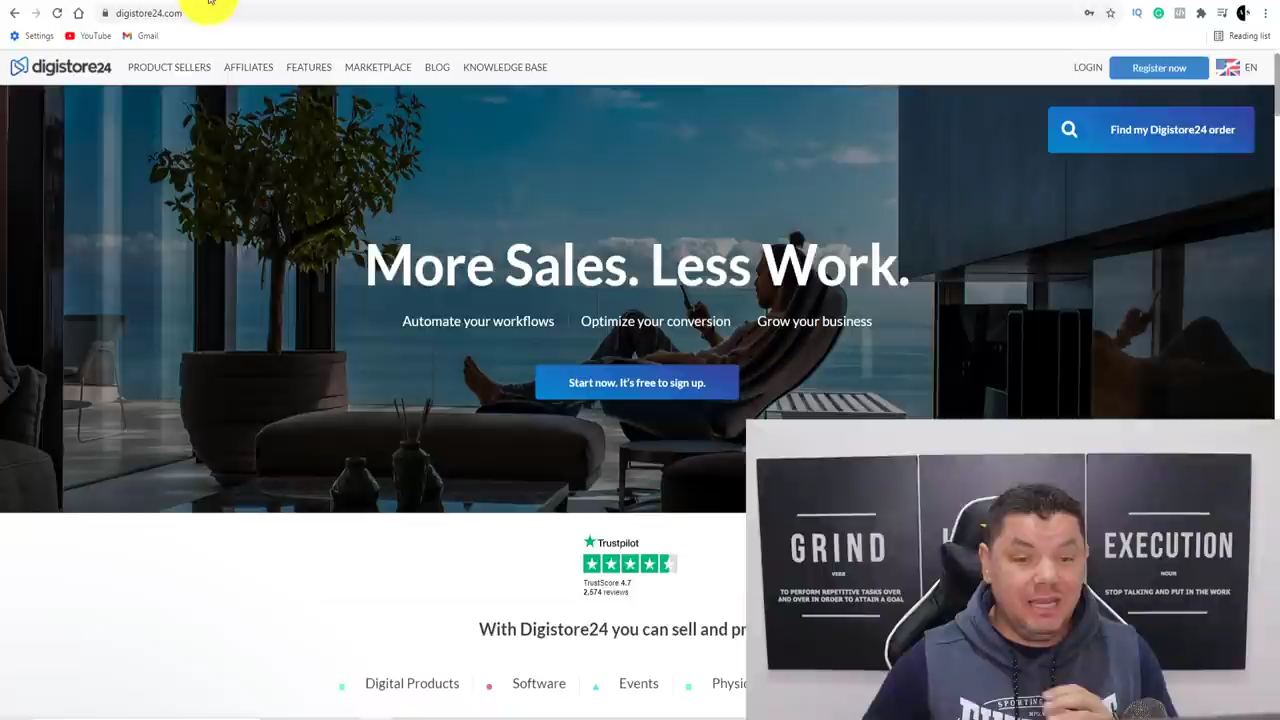 digistore24.com
Settings YouTube Gmail Reading list
digistore24 PRODUCT SELLERS AFFILIATES FEATURES MARKETPLACE BLOG KNOWLEDGE BASE LOGIN Register now EN
Find my Digistore24 order
More Sales. Less Work.
Automate your workflows Optimize your conversion Grow your business
Start now. It's free to sign up.
Trustpilot
TrustScore 4.7
2,574 reviews
With Digistore24 you can sell and pr
Digital Products Software Events Physi
GRIND
VERB
TO PERFORM REPETITIVE TASKS OVER
AND OVER IN ORDER TO ATTAIN A GOAL
EXECUTION
NOUN
STOP TALKING AND PUT IN THE WORK
SPORTING